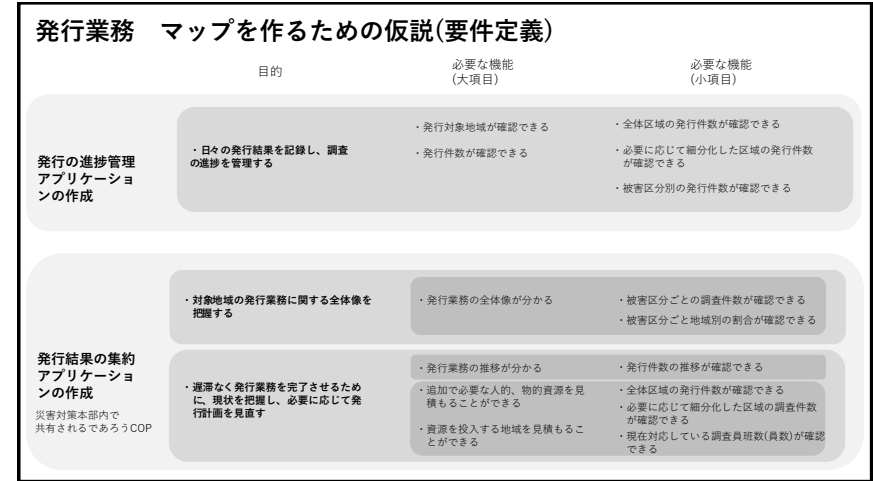 発行業務　マップを作るための仮説(要件定義)
目的
必要な機能
(大項目)
必要な機能
(小項目)
発行の進捗管理
アプリケーショ
ンの作成
・日々の発行結果を記録し、調査
の進捗を管理する
・発行対象地域が確認できる
・発行件数が確認できる
・全体区域の発行件数が確認できる
・必要に応じて細分化した区域の発行件数
が確認できる
・被害区分別の発行件数が確認できる
発行結果の集約
アプリケーショ
ンの作成
災害対策本部内で
共有されるであろうCOP
・対象地域の発行業務に関する全体像を
把握する
・発行業務の全体像が分かる
・被害区分ごとの調査件数が確認できる
・被害区分ごと地域別の割合が確認できる
・遅滞なく発行業務を完了させるため
に、現状を把握し、必要に応じて発
行計画を見直す
・発行業務の推移が分かる
・発行件数の推移が確認できる
・追加で必要な人的、物的資源を見
積もることができる
・資源を投入する地域を見積もるこ
とができる
・全体区域の発行件数が確認できる
・必要に応じて細分化した区域の調査件数
が確認できる
・現在対応している調査員班数(員数)が確認
できる